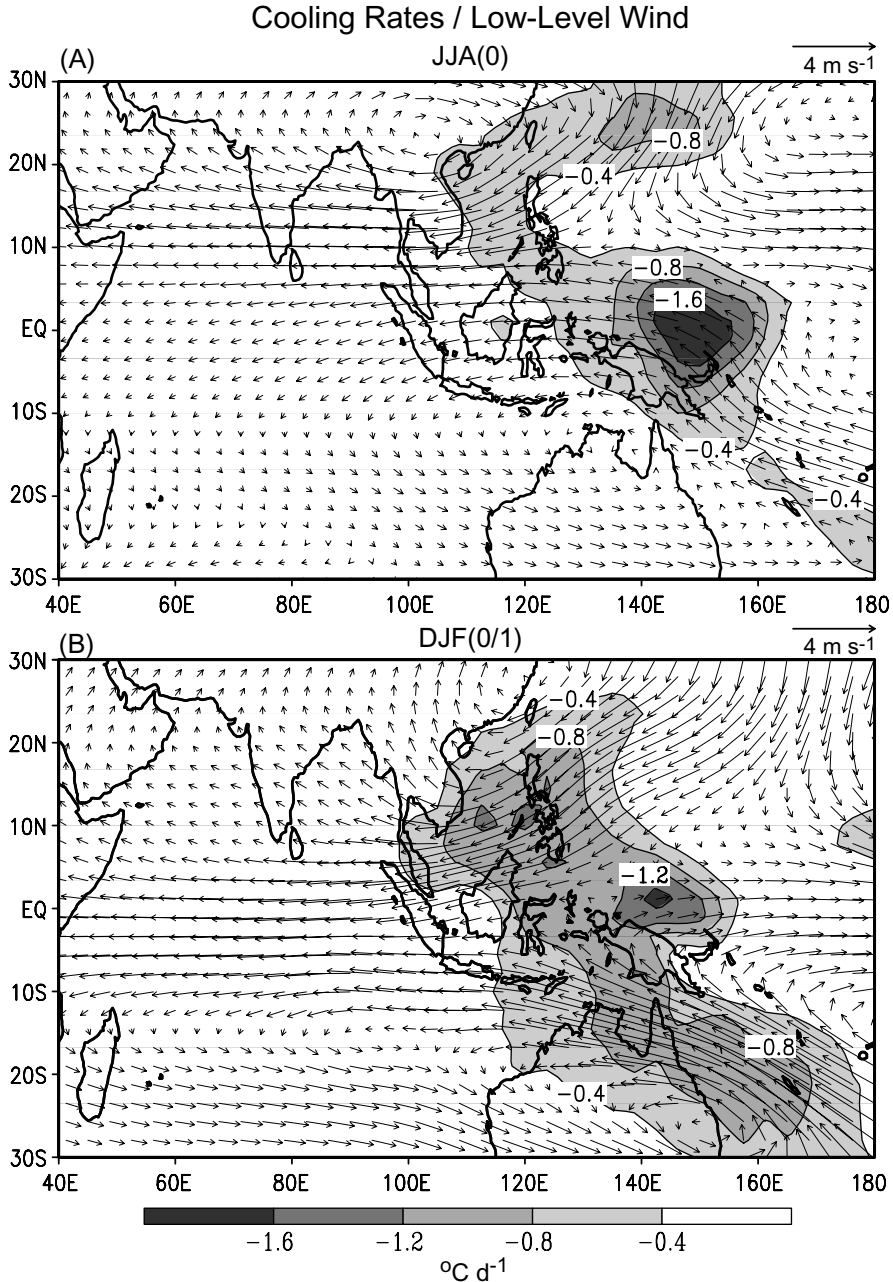 Cooling Rates / Low-Level Wind
(A)
JJA(0)
4 m s-1
30N
20N
10N
EQ
10S
20S
30S
-0.8
-0.4
-0.8
-1.6
-0.4
-0.4
40E 60E 80E 100E 120E 140E 160E 180
(B)
DJF(0/1)
4 m s-1
30N
20N
10N
EQ
10S
20S
30S
-0.4
-0.8
-1.2
-0.8
-0.4
40E 60E 80E 100E 120E 140E 160E 180
-1.6 -1.2 -0.8 -0.4
oC d-1